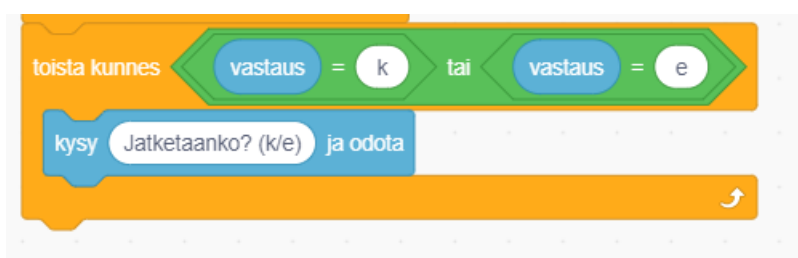 toista kunnes vastaus = k tai vastaus = e
kysy Jatketaanko? (k/e) ja odota